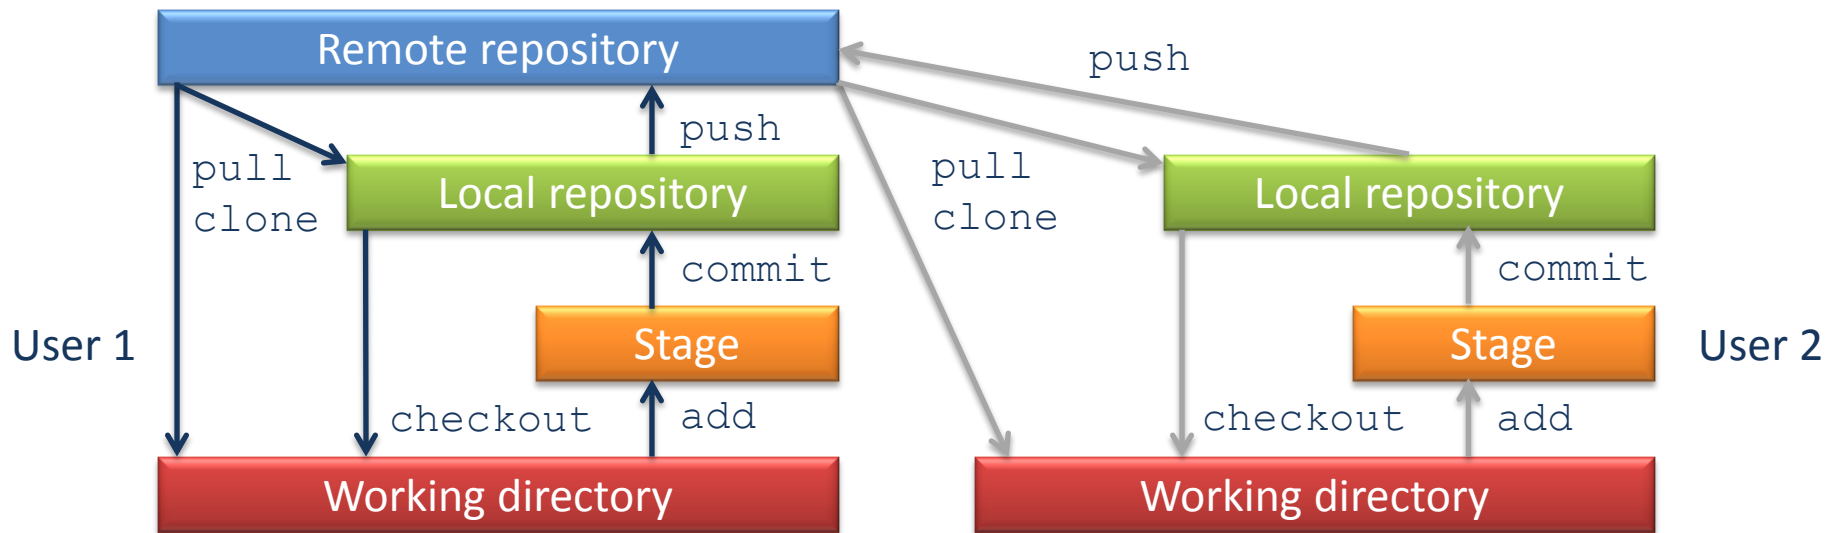 Remote repository
push
push
pull
clone
Local repository
pull
clone
Local repository
commit
commit
User 1
Stage
Stage
User 2
checkout
add
checkout
add
Working directory
Working directory